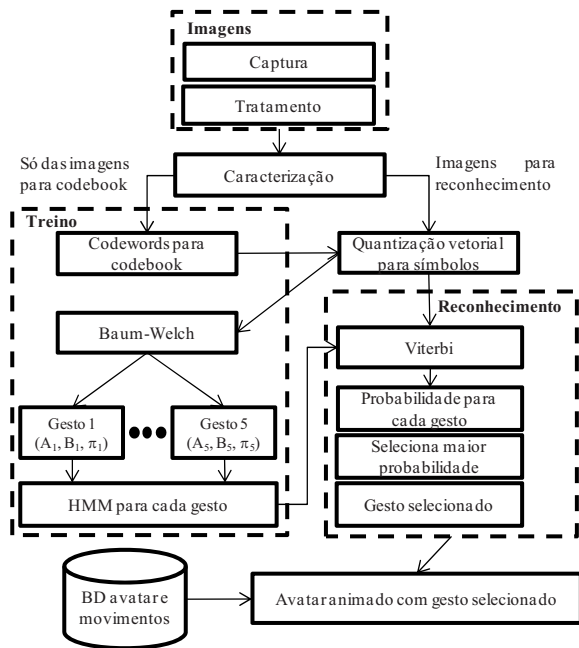 Imagens
Captura
Tratamento
Só das imagens
para codebook
Caracterização
Imagens para
reconhecimento
Treino
Codewords para
codebook
Quantização vetorial
para símbolos
Baum-Welch
Reconhecimento
Viterbi
Gesto 1
(A₁, B₁, π₁)
Gesto 5
(A₅, B₅, π₅)
Probabilidade para
cada gesto
Seleciona maior
probabilidade
HMM para cada gesto
Gesto selecionado
BD avatar e
movimentos
Avatar animado com gesto selecionado